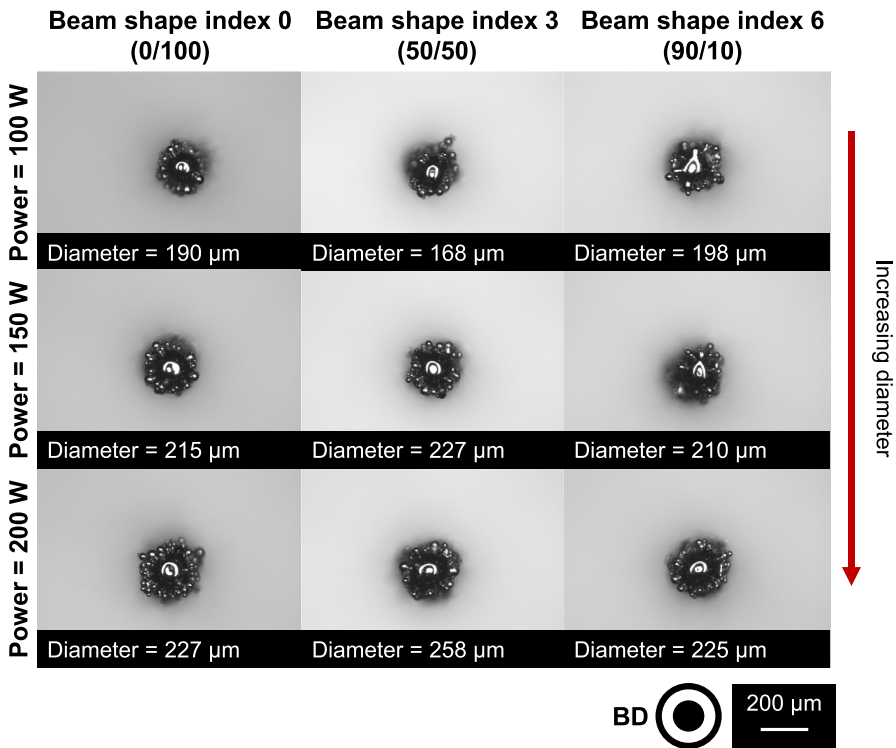 Beam shape index 0
(0/100)
Beam shape index 3
(50/50)
Beam shape index 6
(90/10)
Power = 100 W
Diameter = 190 µm
Diameter = 168 µm
Diameter = 198 µm
Power = 150 W
Diameter = 215 µm
Diameter = 227 µm
Diameter = 210 µm
Power = 200 W
Diameter = 227 µm
Diameter = 258 µm
Diameter = 225 µm
Increasing diameter
BD
200 µm